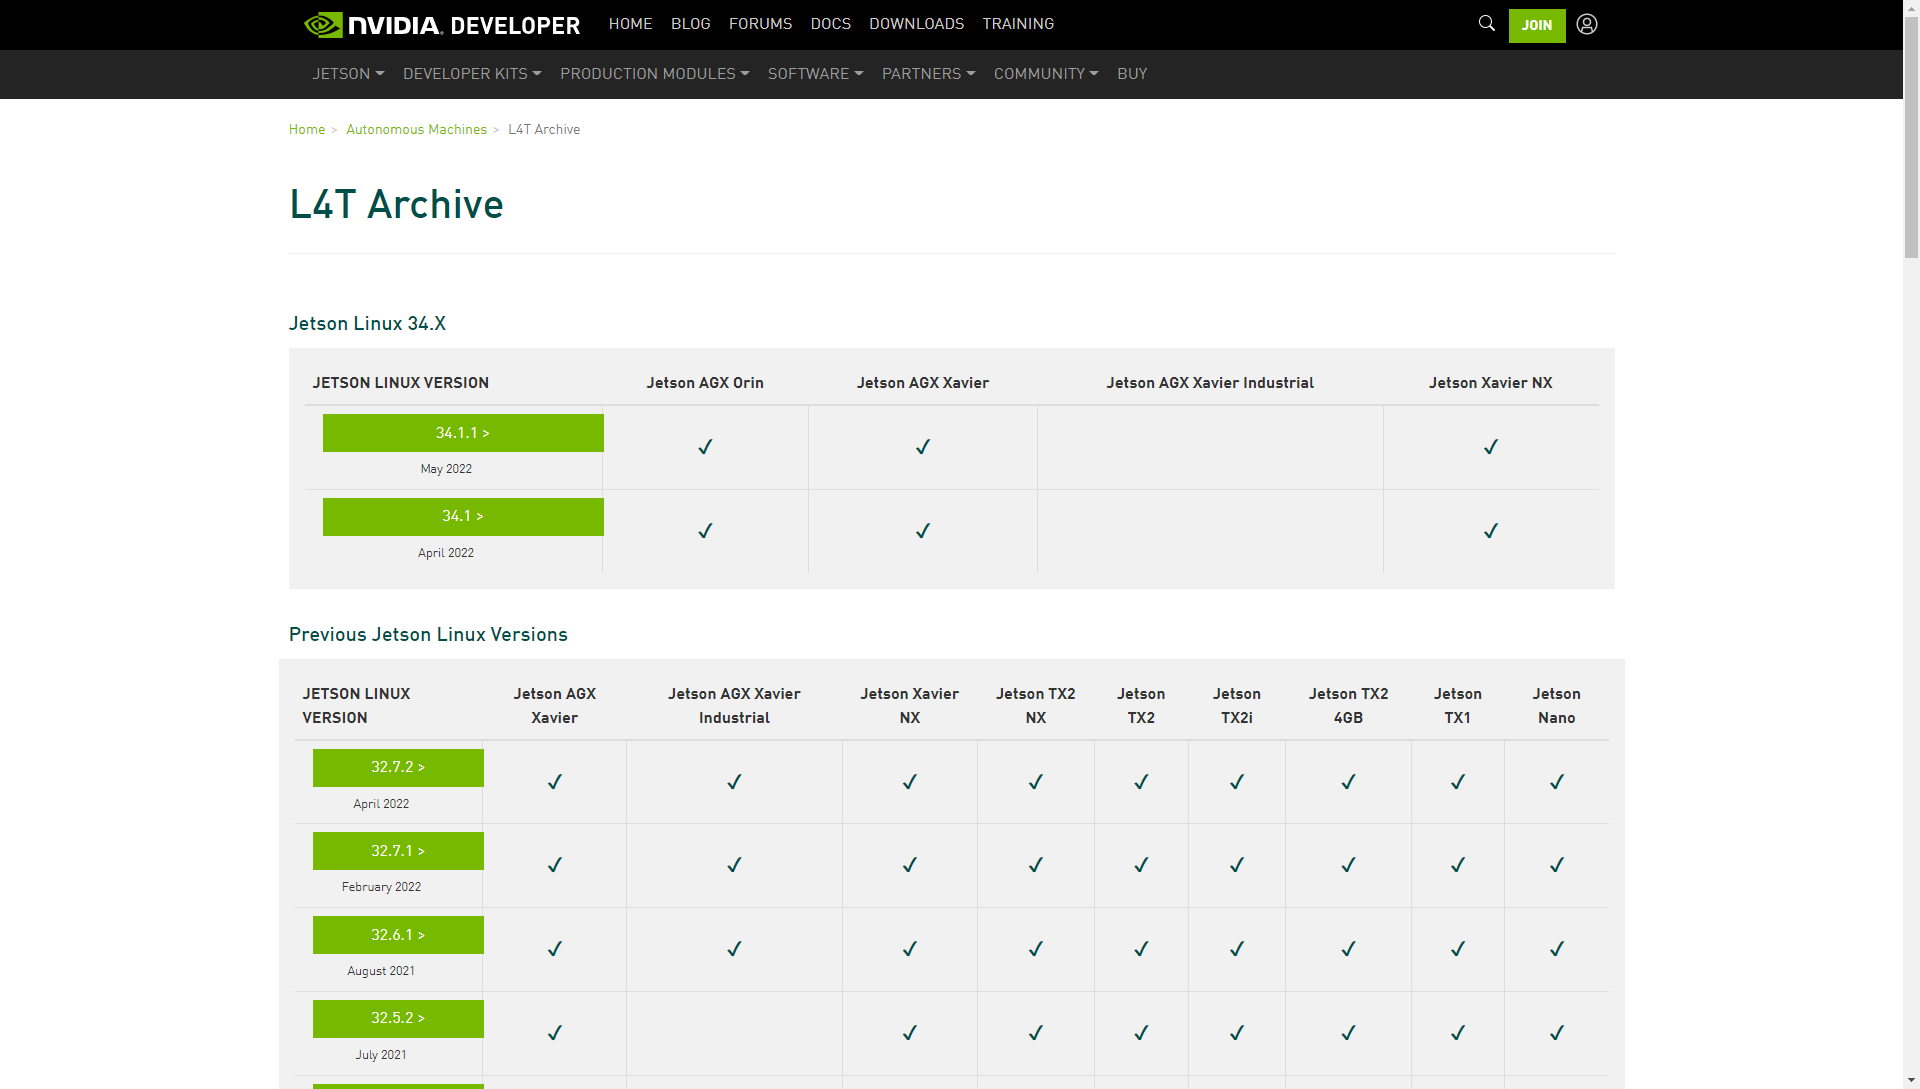 NVIDIA. DEVELOPER HOME BLOG FORUMS DOCS DOWNLOADS TRAINING JOIN
JETSON DEVELOPER KITS PRODUCTION MODULES SOFTWARE PARTNERS COMMUNITY BUY
Home > Autonomous Machines > L4T Archive
L4T Archive
Jetson Linux 34.X
JETSON LINUX VERSION Jetson AGX Orin Jetson AGX Xavier Jetson AGX Xavier Industrial Jetson Xavier NX
34.1.1 > ✓ ✓ ✓
May 2022
34.1 > ✓ ✓ ✓
April 2022
Previous Jetson Linux Versions
JETSON LINUX VERSION Jetson AGX Xavier Jetson AGX Xavier Industrial Jetson Xavier NX Jetson TX2 NX Jetson TX2 Jetson TX2i Jetson TX2 4GB Jetson TX1 Jetson Nano
32.7.2 > ✓ ✓ ✓ ✓ ✓ ✓ ✓ ✓ ✓
April 2022
32.7.1 > ✓ ✓ ✓ ✓ ✓ ✓ ✓ ✓ ✓
February 2022
32.6.1 > ✓ ✓ ✓ ✓ ✓ ✓ ✓ ✓ ✓
August 2021
32.5.2 > ✓ ✓ ✓ ✓ ✓ ✓ ✓ ✓
July 2021